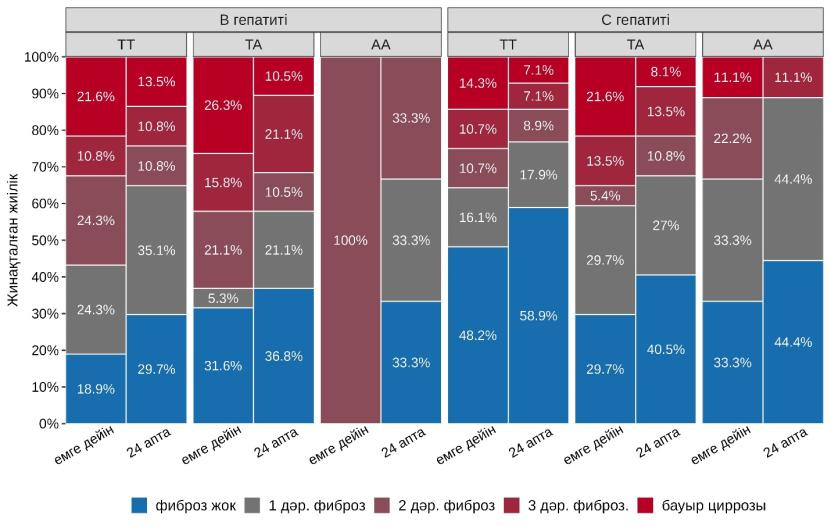 В гепатиті
С гепатиті
ТТ
ТА
АА
ТТ
ТА
АА
Жинақталған жиілік
100%
90%
80%
70%
60%
50%
40%
30%
20%
10%
0%
21.6%
10.8%
24.3%
24.3%
18.9%
13.5%
10.8%
10.8%
35.1%
29.7%
26.3%
15.8%
21.1%
5.3%
31.6%
10.5%
21.1%
10.5%
21.1%
36.8%
100%
33.3%
33.3%
33.3%
14.3%
10.7%
10.7%
16.1%
48.2%
7.1%
7.1%
8.9%
17.9%
58.9%
21.6%
13.5%
5.4%
29.7%
29.7%
8.1%
13.5%
10.8%
27%
40.5%
11.1%
22.2%
33.3%
33.3%
11.1%
44.4%
44.4%
емге дейін
24 апта
емге дейін
24 апта
емге дейін
24 апта
емге дейін
24 апта
емге дейін
24 апта
емге дейін
24 апта
фиброз жок
1 дәр. фиброз
2 дәр. фиброз
3 дәр. фиброз.
бауыр циррозы